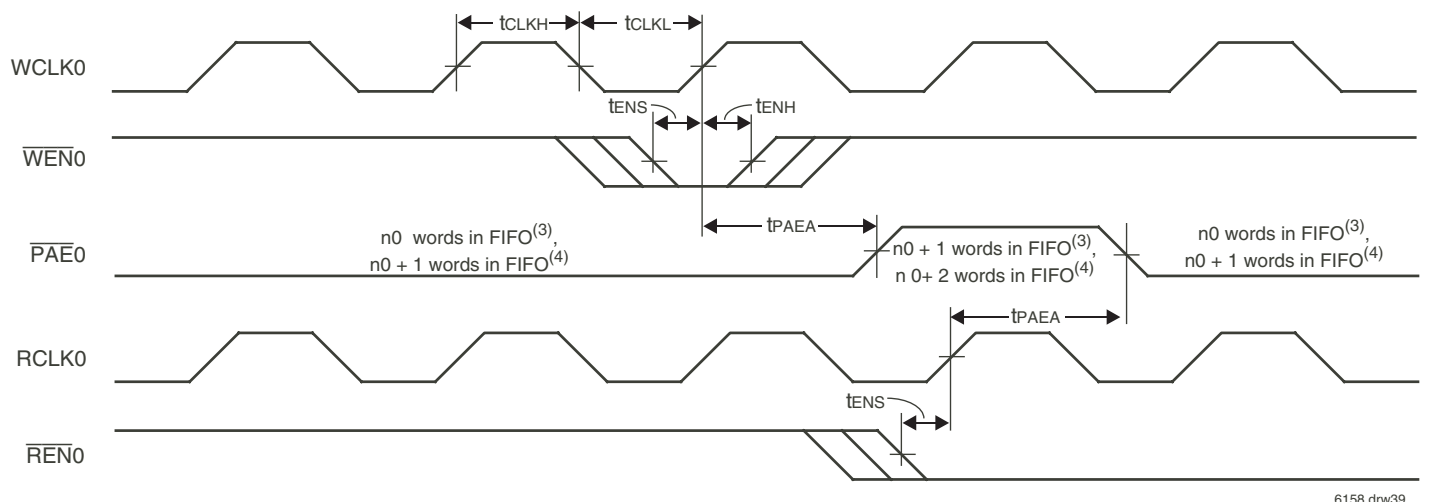 tCLKH
tCLKL
WCLK0
tENS
tENH
WEN0
tPAEA
n0 words in FIFO(3),
n0 + 1 words in FIFO(4)
PAE0
n0 + 1 words in FIFO(3),
n 0+ 2 words in FIFO(4)
n0 words in FIFO(3),
n0 + 1 words in FIFO(4)
tPAEA
RCLK0
tENS
REN0
6158 drw39